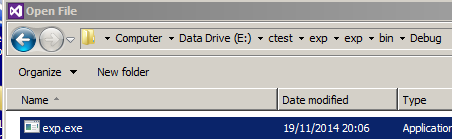 Open File
Computer Data Drive (E:) ctest exp exp bin Debug
Organize New folder
Name Date modified Type
exp.exe 19/11/2014 20:06 Application